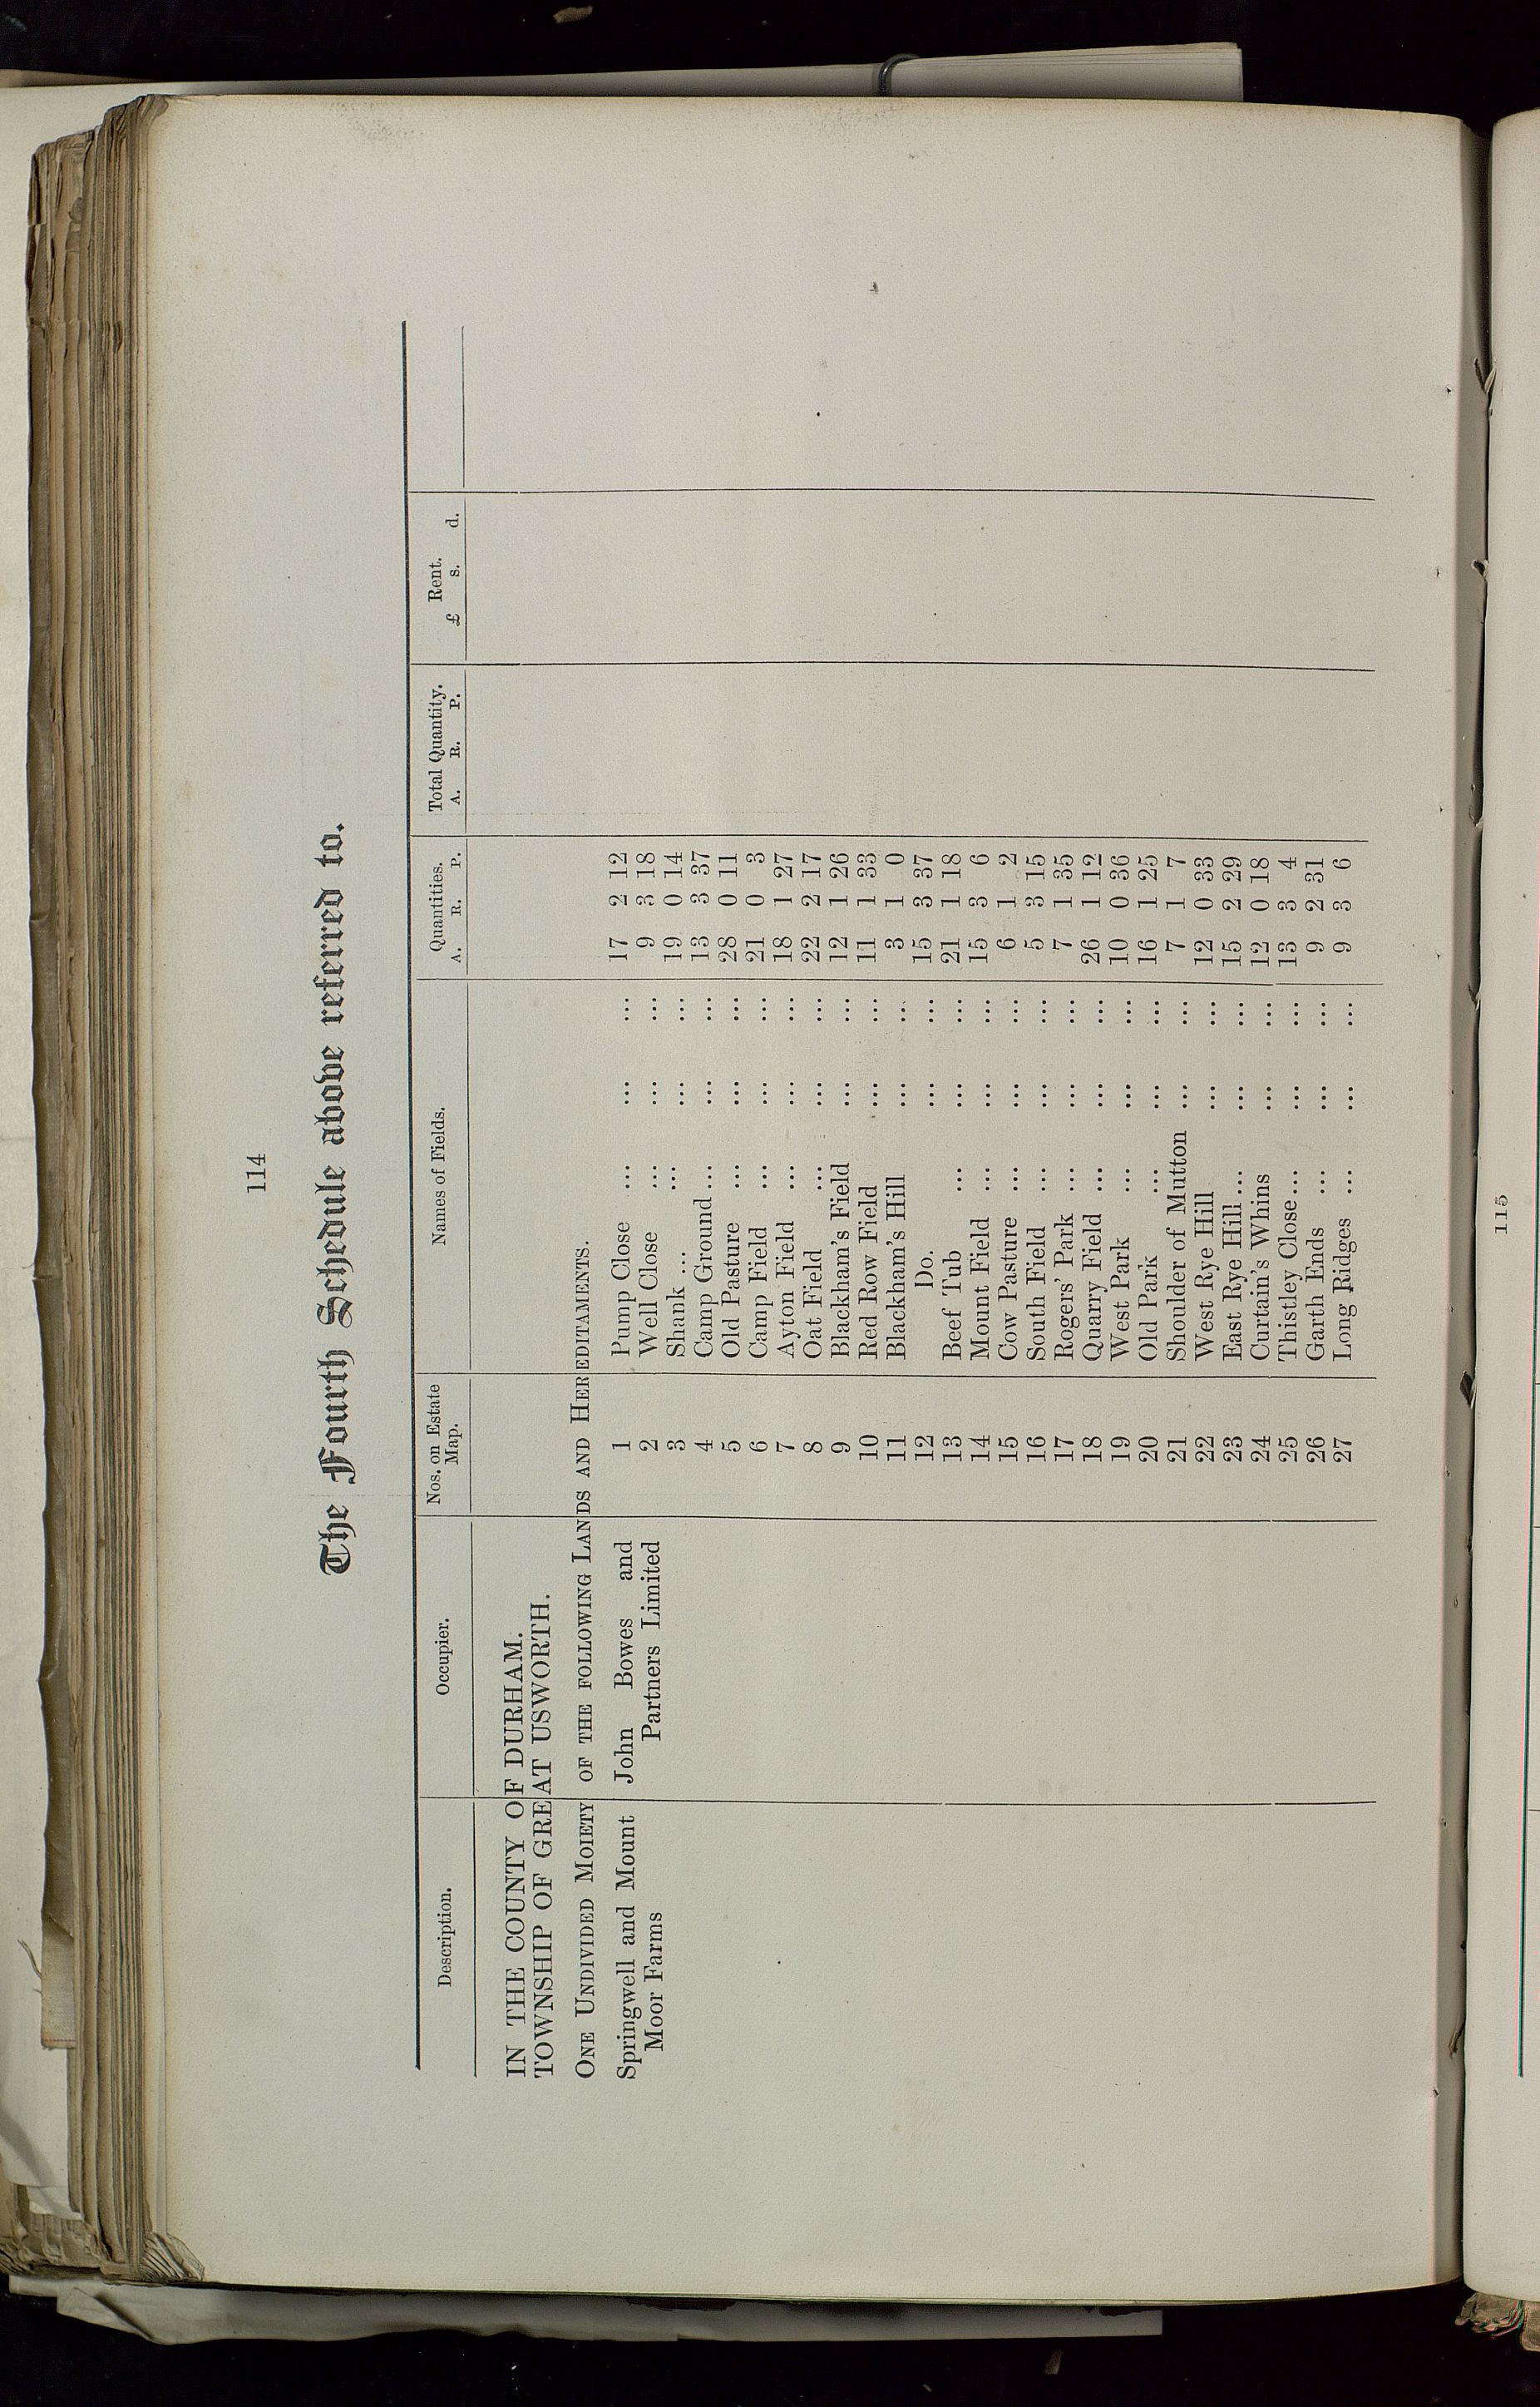 114
The Fourth Schedule above referred to.
Description. Occupier. Nos. on Estate Map. Names of Fields. Quantities. A. R. P. Total Quantity. A. R. P. Rent. £ s. d.
IN THE COUNTY OF DURHAM.
TOWNSHIP OF GREAT USWORTH.
ONE UNDIVIDED MOIETY OF THE FOLLOWING LANDS AND HEREDITAMENTS.
Springwell and Mount John Bowes and 1 Pump Close ... ... ... 17 2 12
Moor Farms Partners Limited 2 Well Close ... ... ... 9 3 18
3 Shank ... ... ... ... 19 0 14
4 Camp Ground ... ... ... 13 3 37
5 Old Pasture ... ... ... 28 0 11
6 Camp Field ... ... ... 21 0 3
7 Ayton Field ... ... ... 18 1 27
8 Oat Field ... ... ... 22 2 17
9 Blackham's Field ... ... 12 1 26
10 Red Row Field ... ... 11 1 33
11 Blackham's Hill ... ... 3 1 0
12 Do. ... ... 15 3 37
13 Beef Tub ... ... ... 21 1 18
14 Mount Field ... ... ... 15 3 6
15 Cow Pasture ... ... ... 6 1 2
16 South Field ... ... ... 5 3 15
17 Rogers' Park ... ... ... 7 1 35
18 Quarry Field ... ... ... 26 1 12
19 West Park ... ... ... 10 0 36
20 Old Park ... ... ... 16 1 25
21 Shoulder of Mutton ... ... 7 1 7
22 West Rye Hill ... ... 12 0 33
23 East Rye Hill ... ... ... 15 2 29
24 Curtain's Whins ... ... 12 0 18
25 Thistley Close ... ... ... 13 3 4
26 Garth Ends ... ... ... 9 2 31
27 Long Ridges ... ... ... 9 3 6
115